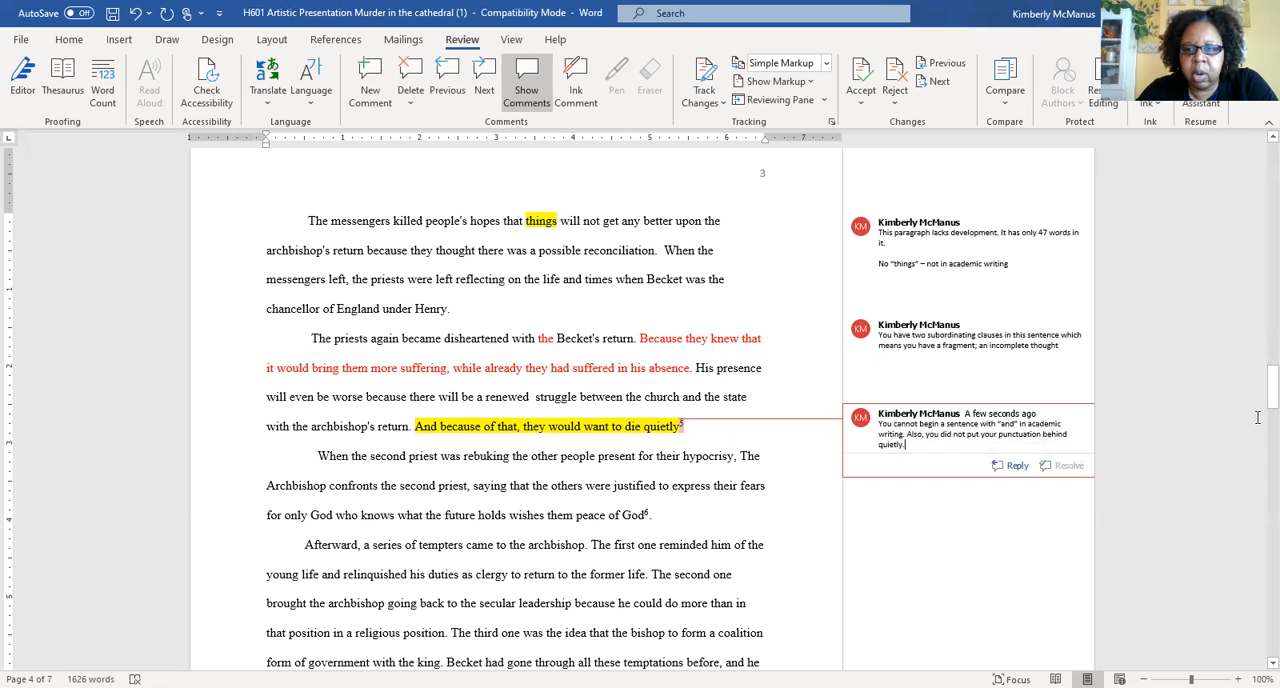 AutoSave Off H601 Artistic Presentation Murder in the cathedral (1) - Compatibility Mode - Word Search Kimberly McManus
File Home Insert Draw Design Layout References Mailings Review View Help
Editor Thesaurus Word Count Read Aloud Check Accessibility Translate Language New Comment Delete Previous Next Show Comments Ink Comment Pen Eraser Track Changes Simple Markup Show Markup Reviewing Pane Accept Reject Previous Next Compare Block Authors Editing Ink Assistant
Proofing Speech Accessibility Language Comments Tracking Changes Compare Protect Ink Resume
1 1 2 3 4 5 6 7
3
The messengers killed people's hopes that things will not get any better upon the
archbishop's return because they thought there was a possible reconciliation. When the
messengers left, the priests were left reflecting on the life and times when Becket was the
chancellor of England under Henry.
The priests again became disheartened with the Becket's return. Because they knew that
it would bring them more suffering, while already they had suffered in his absence. His presence
will even be worse because there will be a renewed struggle between the church and the state
with the archbishop's return. And because of that, they would want to die quietly5
When the second priest was rebuking the other people present for their hypocrisy, The
Archbishop confronts the second priest, saying that the others were justified to express their fears
for only God who knows what the future holds wishes them peace of God6.
Afterward, a series of tempters came to the archbishop. The first one reminded him of the
young life and relinquished his duties as clergy to return to the former life. The second one
brought the archbishop going back to the secular leadership because he could do more than in
that position in a religious position. The third one was the idea that the bishop to form a coalition
form of government with the king. Becket had gone through all these temptations before, and he
KM Kimberly McManus
This paragraph lacks development. It has only 47 words in
it.
No "things" – not in academic writing
KM Kimberly McManus
You have two subordinating clauses in this sentence which
means you have a fragment; an incomplete thought
KM Kimberly McManus A few seconds ago
You cannot begin a sentence with "and" in academic
writing. Also, you did not put your punctuation behind
quietly.
Reply Resolve
Page 4 of 7 1626 words Focus 100%